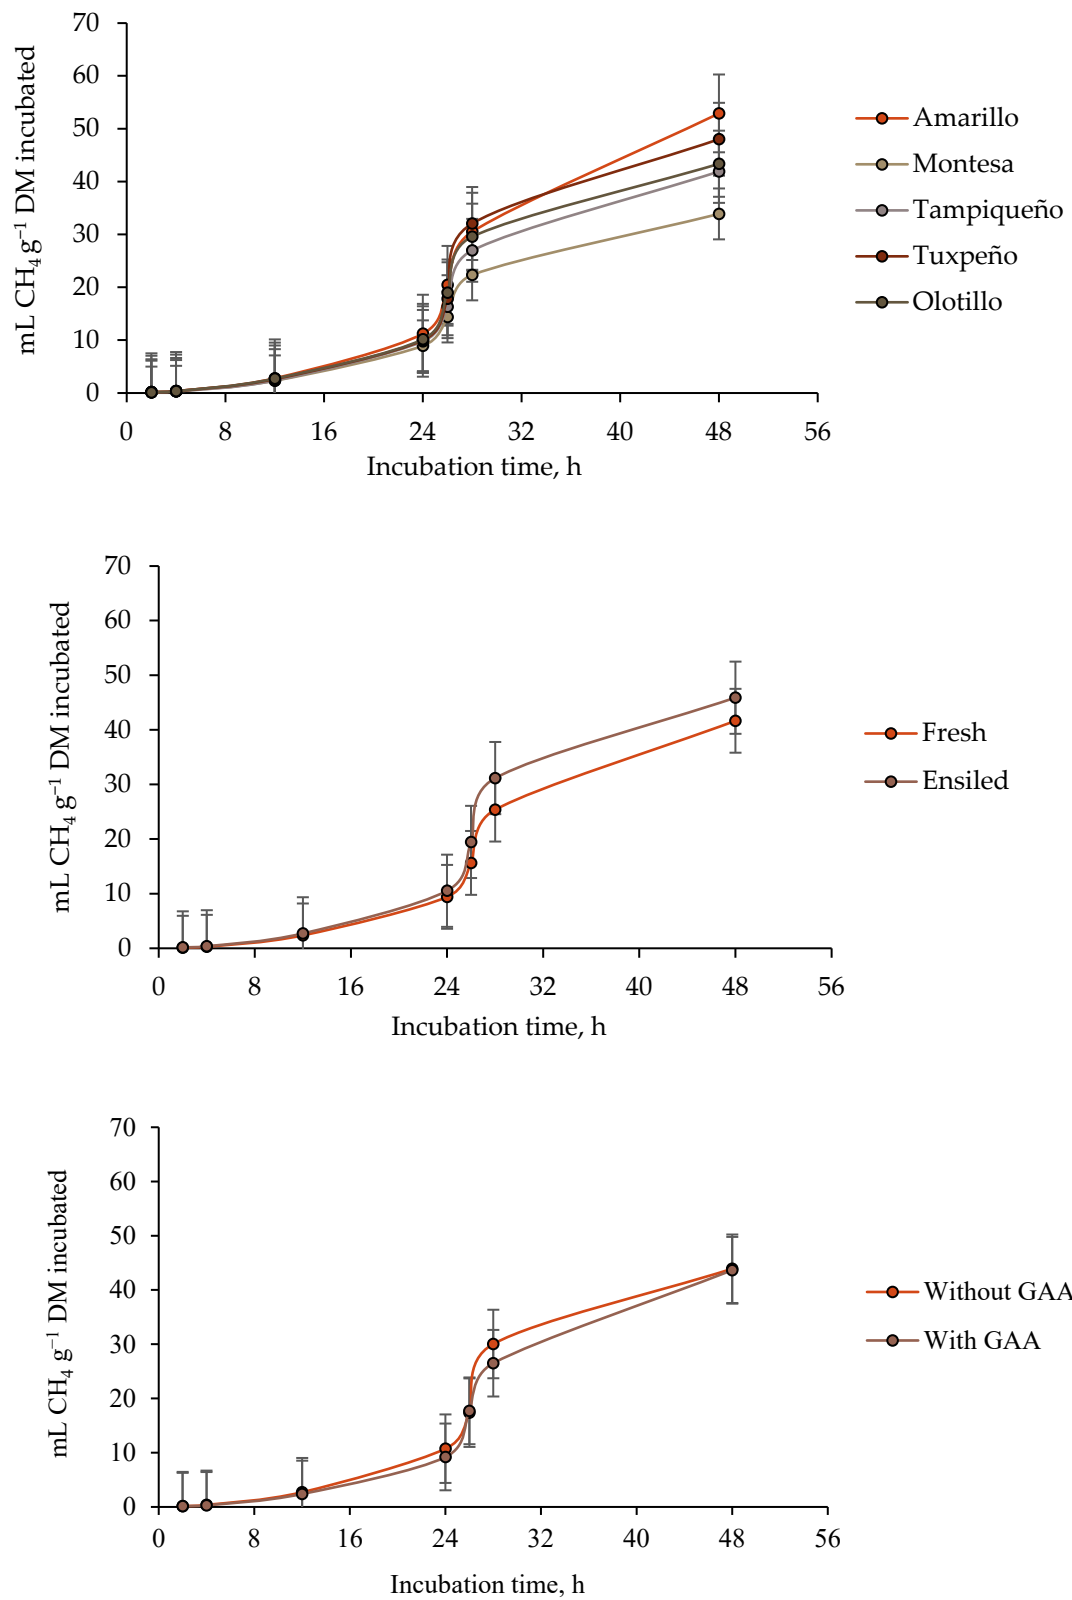 70
60
50
40
30
20
10
0
mL CH₄ g⁻¹ DM incubated
0 8 16 24 32 40 48 56
Incubation time, h
Amarillo
Montesa
Tampiqueño
Tuxpeño
Olotillo
70
60
50
40
30
20
10
0
mL CH₄ g⁻¹ DM incubated
0 8 16 24 32 40 48 56
Incubation time, h
Fresh
Ensiled
70
60
50
40
30
20
10
0
mL CH₄ g⁻¹ DM incubated
0 8 16 24 32 40 48 56
Incubation time, h
Without GAA
With GAA